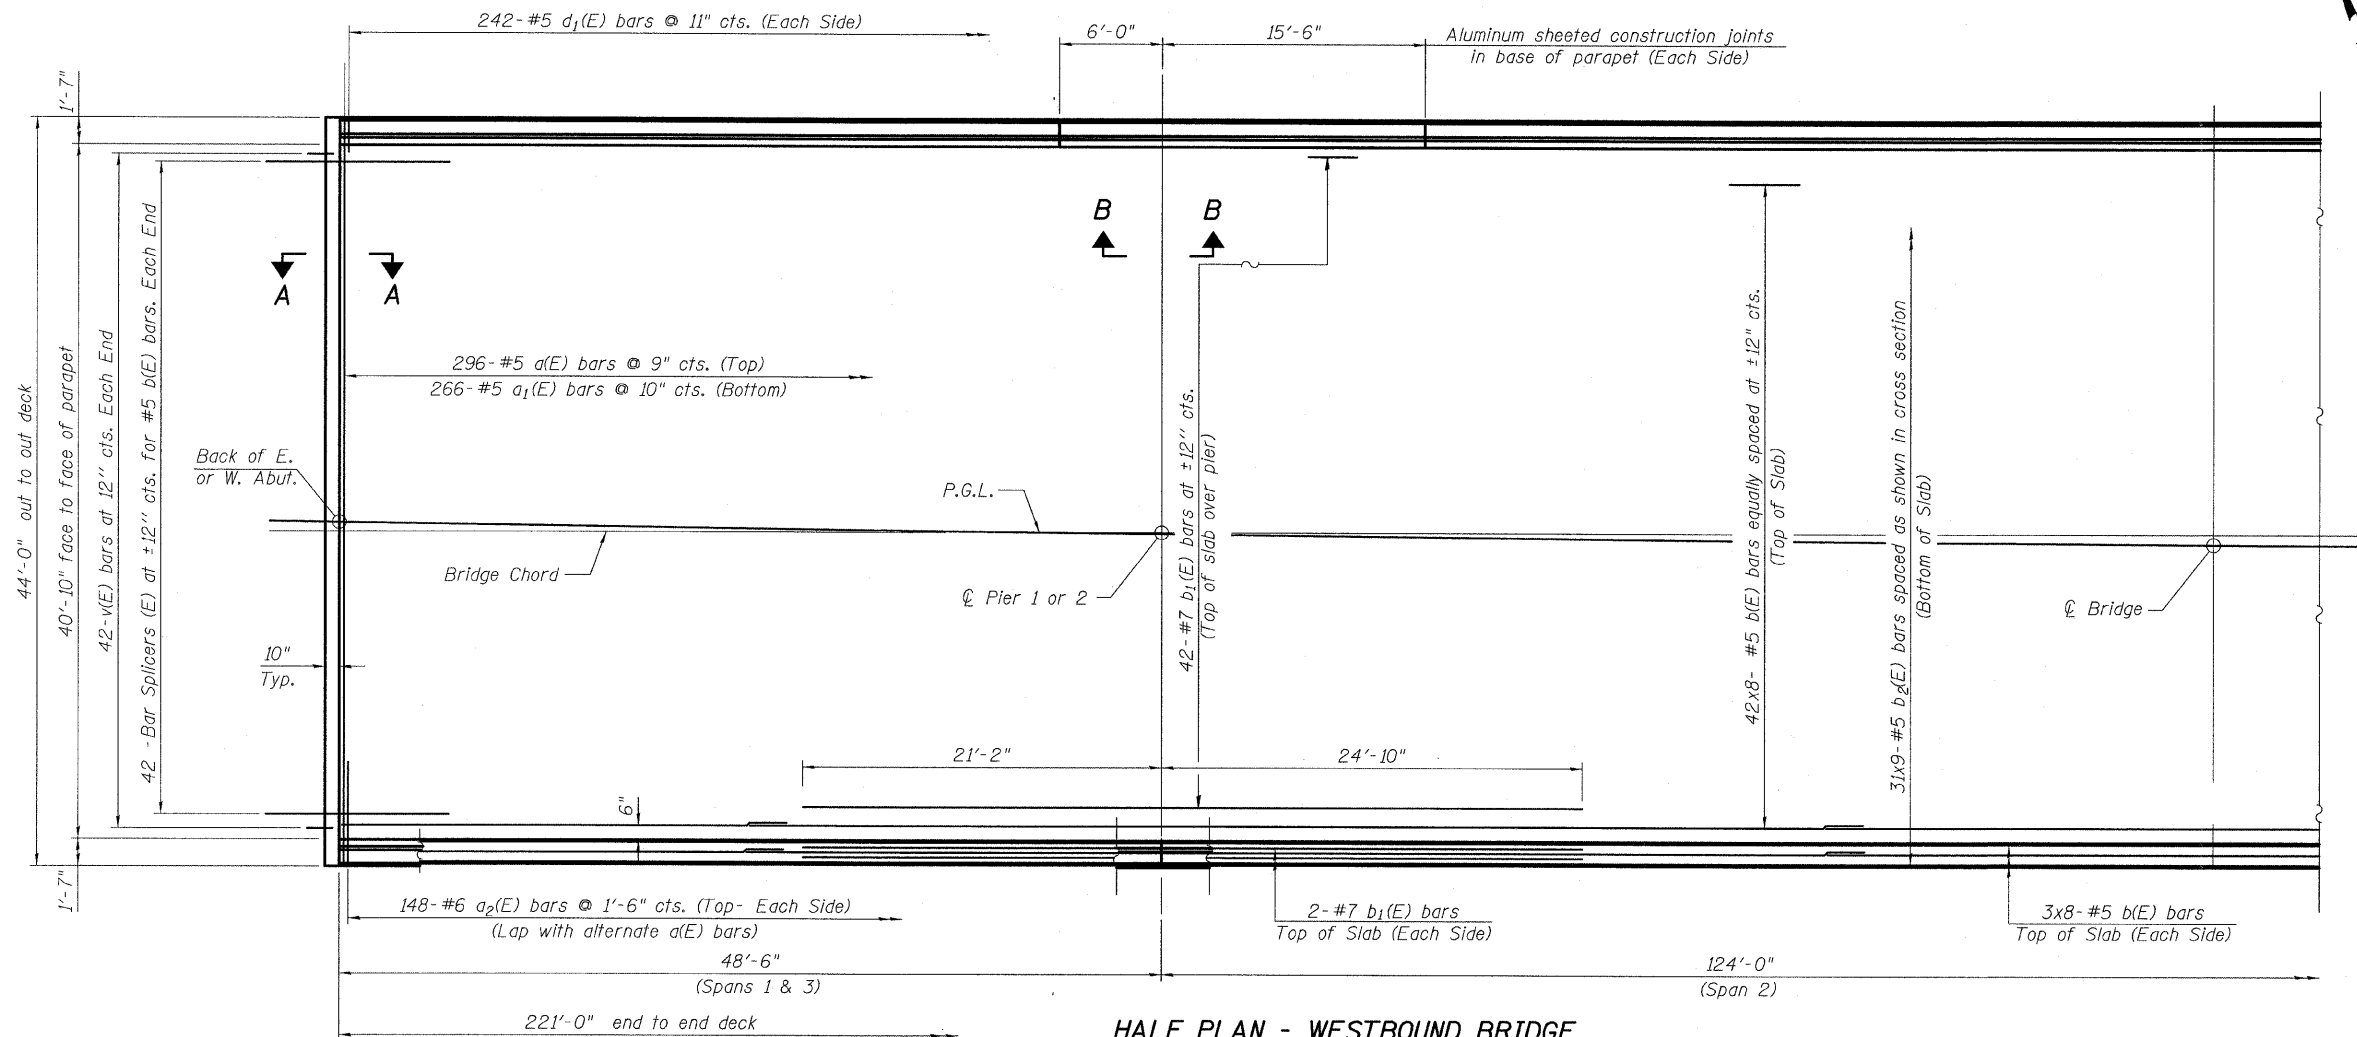 242-#5 d1(E) bars @ 11" cts. (Each Side)
6'-0"
15'-6"
Aluminum sheeted construction joints
in base of parapet (Each Side)
1'-7"
44'-0" out to out deck
40'-10" face to face of parapet
42-v(E) bars at 12" cts. Each End
42 -Bar Splicers (E) at ±12" cts. for #5 b(E) bars. Each End
A
A
B
B
296-#5 a(E) bars @ 9" cts. (Top)
266-#5 a1(E) bars @ 10" cts. (Bottom)
Back of E.
or W. Abut.
P.G.L.
Bridge Chord
℄ Pier 1 or 2
42-#7 b1(E) bars at ±12" cts.
(Top of slab over pier)
42x8- #5 b(E) bars equally spaced at ±12" cts.
(Top of Slab)
31x9-#5 b2(E) bars spaced as shown in cross section
(Bottom of Slab)
℄ Bridge
10"
Typ.
21'-2"
24'-10"
6"
1'-7"
148-#6 a2(E) bars @ 1'-6" cts. (Top- Each Side)
(Lap with alternate a(E) bars)
2-#7 b1(E) bars
Top of Slab (Each Side)
3x8-#5 b(E) bars
Top of Slab (Each Side)
48'-6"
(Spans 1 & 3)
124'-0"
(Span 2)
221'-0" end to end deck
HALF PLAN - WESTBOUND BRIDGE